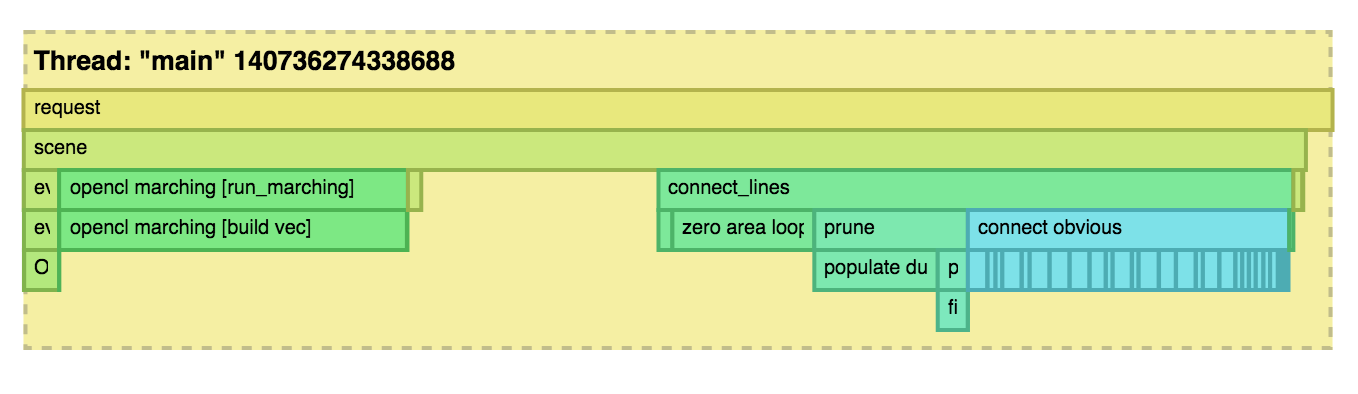 Thread: "main" 140736274338688
request
scene
ev
opencl marching [run_marching]
connect_lines
ev
opencl marching [build vec]
zero area loop
prune
connect obvious
O
populate du
p
fi